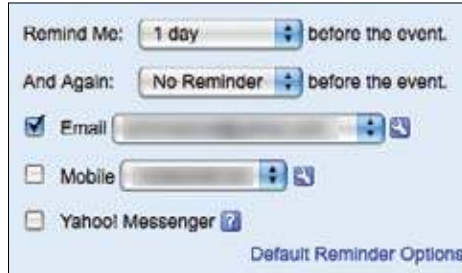 Remind Me: 1 day before the event.
And Again: No Reminder before the event.
Email
Mobile
Yahoo! Messenger ?
Default Reminder Options